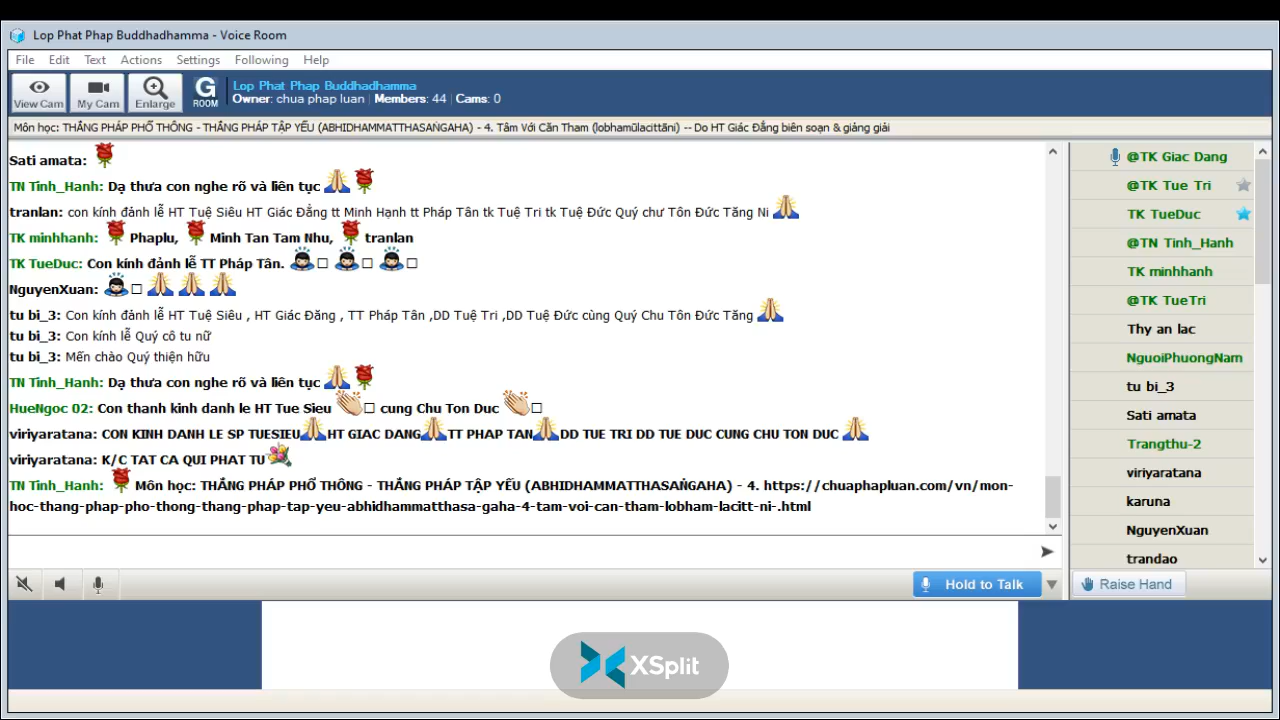 Lop Phat Phap Buddhadhamma - Voice Room
File Edit Text Actions Settings Following Help
View Cam My Cam Enlarge G ROOM
Lop Phat Phap Buddhadhamma
Owner: chua phap luan | Members: 44 | Cams: 0
Môn học: THẮNG PHÁP PHỔ THÔNG - THẮNG PHÁP TẬP YẾU (ABHIDHAMMATTHASAṄGAHA) - 4. Tâm Với Căn Tham (lobhamūlacittāni) -- Do HT Giác Đẳng biên soạn & giảng giải
Sati amata:
TN Tinh_Hanh: Dạ thưa con nghe rõ và liên tục
tranlan: con kính đảnh lễ HT Tuệ Siêu HT Giác Đẳng tt Minh Hạnh tt Pháp Tân tk Tuệ Tri tk Tuệ Đức Quý chư Tôn Đức Tăng Ni
TK minhhanh: Phaplu, Minh Tan Tam Nhu, tranlan
TK TueDuc: Con kính đảnh lễ TT Pháp Tân.
NguyenXuan:
tu bi_3: Con kính đảnh lễ HT Tuệ Siêu , HT Giác Đăng , TT Pháp Tân ,DD Tuệ Tri ,DD Tuệ Đức cùng Quý Chu Tôn Đức Tăng
tu bi_3: Con kính lễ Quý cô tu nữ
tu bi_3: Mến chào Quý thiện hữu
TN Tinh_Hanh: Dạ thưa con nghe rõ và liên tục
HueNgoc 02: Con thanh kinh danh le HT Tue Sieu cung Chu Ton Duc
viriyaratana: CON KINH DANH LE SP TUESIEU HT GIAC DANG TT PHAP TAN DD TUE TRI DD TUE DUC CUNG CHU TON DUC
viriyaratana: K/C TAT CA QUI PHAT TU
TN Tinh_Hanh: Môn học: THẮNG PHÁP PHỔ THÔNG - THẮNG PHÁP TẬP YẾU (ABHIDHAMMATTHASAṄGAHA) - 4. https://chuaphapluan.com/vn/mon-
hoc-thang-phap-pho-thong-thang-phap-tap-yeu-abhidhammatthasa-gaha-4-tam-voi-can-tham-lobham-lacitt-ni-.html
@TK Giac Dang
@TK Tue Tri
TK TueDuc
@TN Tinh_Hanh
TK minhhanh
@TK TueTri
Thy an lac
NguoiPhuongNam
tu bi_3
Sati amata
Trangthu-2
viriyaratana
karuna
NguyenXuan
trandao
Hold to Talk
Raise Hand
XSplit